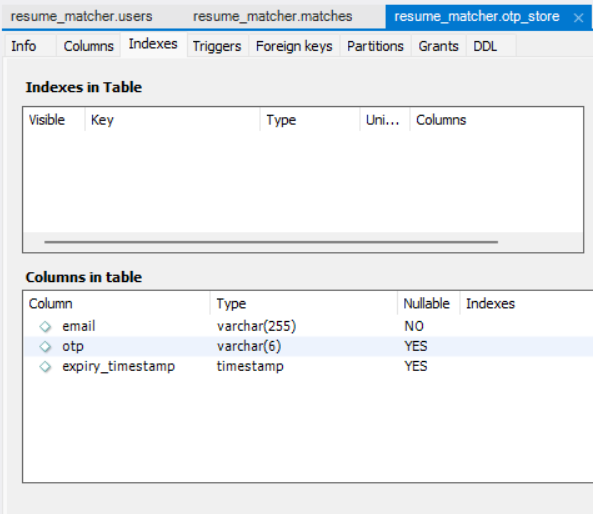 resume_matcher.users resume_matcher.matches resume_matcher.otp_store ×
Info Columns Indexes Triggers Foreign keys Partitions Grants DDL
Indexes in Table
Visible Key Type Uni... Columns
Columns in table
Column Type Nullable Indexes
email varchar(255) NO
otp varchar(6) YES
expiry_timestamp timestamp YES